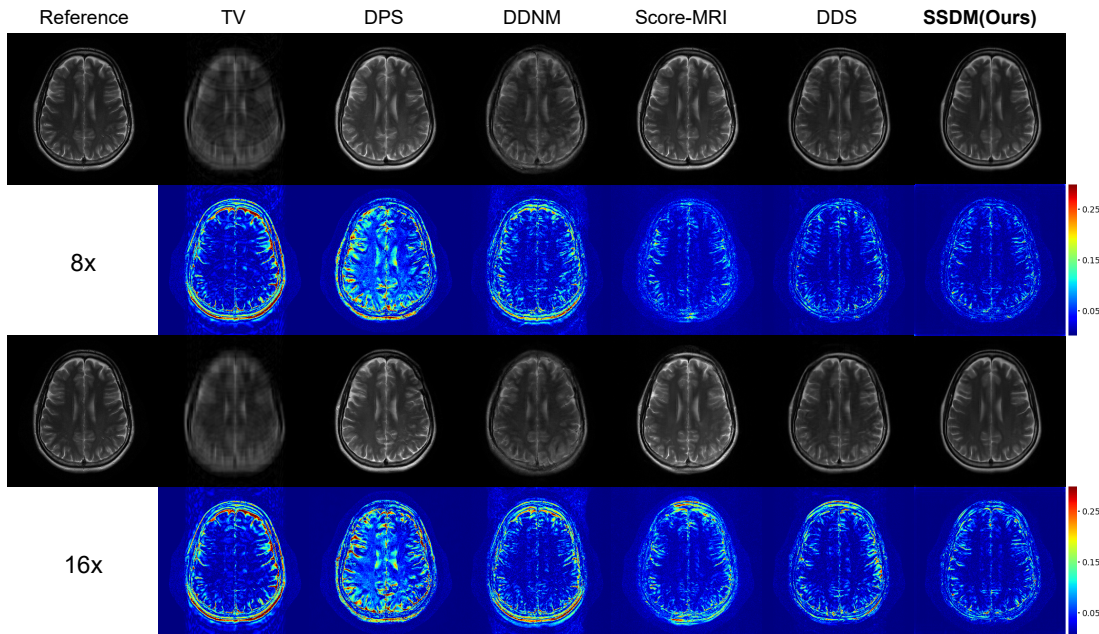 Reference TV DPS DDNM Score-MRI DDS SSDM(Ours)
8x
0.25
0.15
0.05
16x
0.25
0.15
0.05